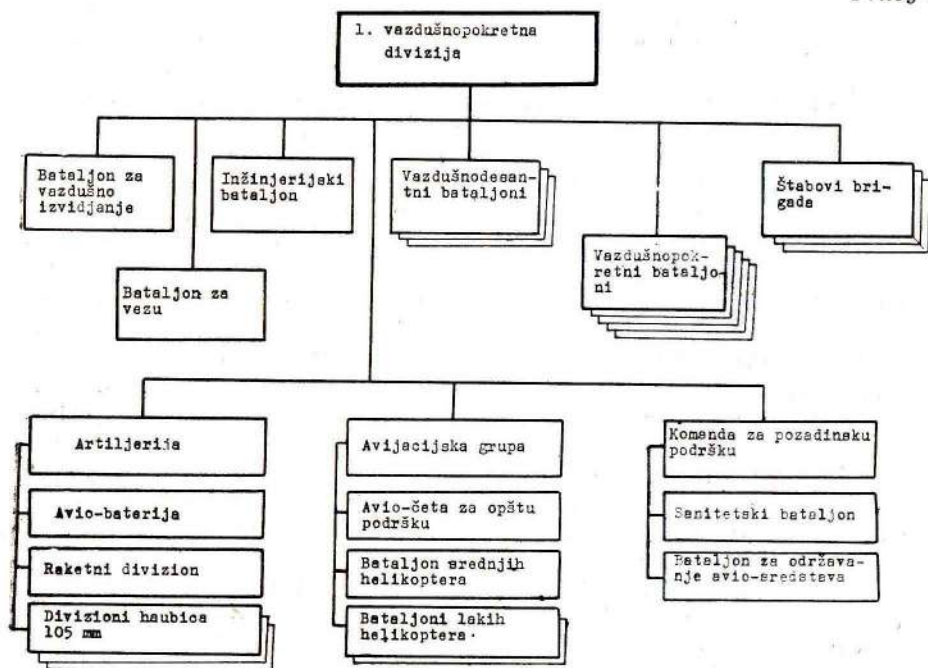 1. vazdušnopokretna
divizija
Bataljon za
vazdušno
izvidjanje
Inžinjerijski
bataljon
Vazdušnodesan-
tni bataljoni
Štabovi bri-
gada
Bataljon za
vezu
Vazdušnopok-
retni bataljo-
ni
Artiljerija
Avio-baterija
Raketni divizion
Divizioni haubica
105 mm
Avijacijska grupa
Avio-četa za opštu
podršku
Bataljon srednjih
helikoptera
Bataljoni lakih
helikoptera
Komanda za pozadinsku
podršku
Sanitetski bataljon
Bataljon za održava-
nje avio-sredstava